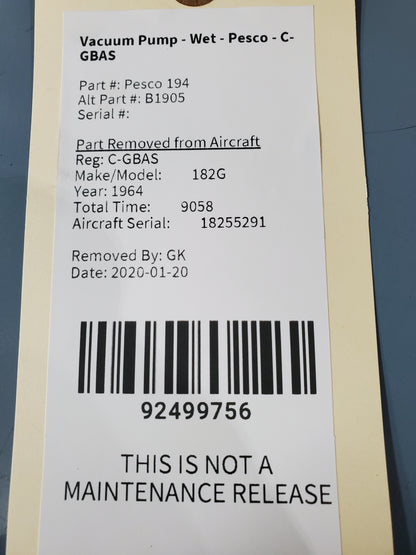 Vacuum Pump - Wet - Pesco - C-
GBAS
Part #: Pesco 194
Alt Part #: B1905
Serial #:
Part Removed from Aircraft
Reg: C-GBAS
Make/Model: 182G
Year: 1964
Total Time: 9058
Aircraft Serial: 18255291
Removed By: GK
Date: 2020-01-20
92499756
THIS IS NOT A
MAINTENANCE RELEASE